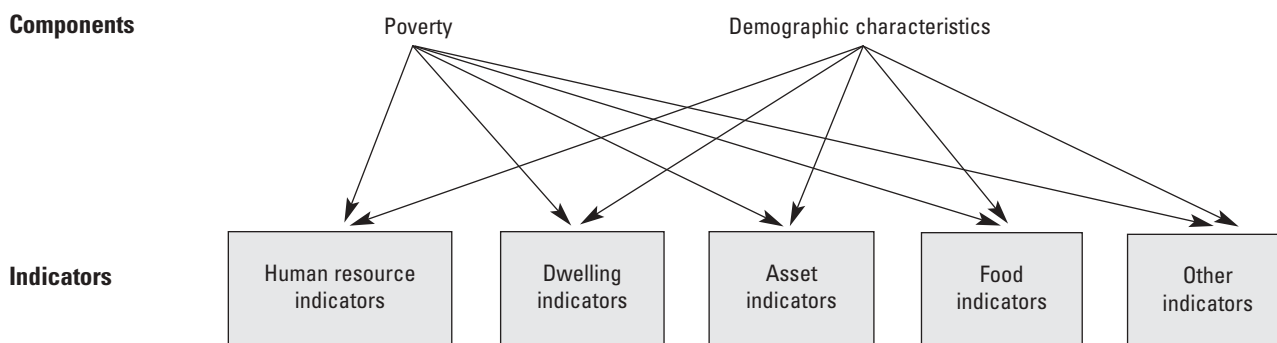 Components
Poverty
Demographic characteristics
Indicators
Human resource
indicators
Dwelling
indicators
Asset
indicators
Food
indicators
Other
indicators